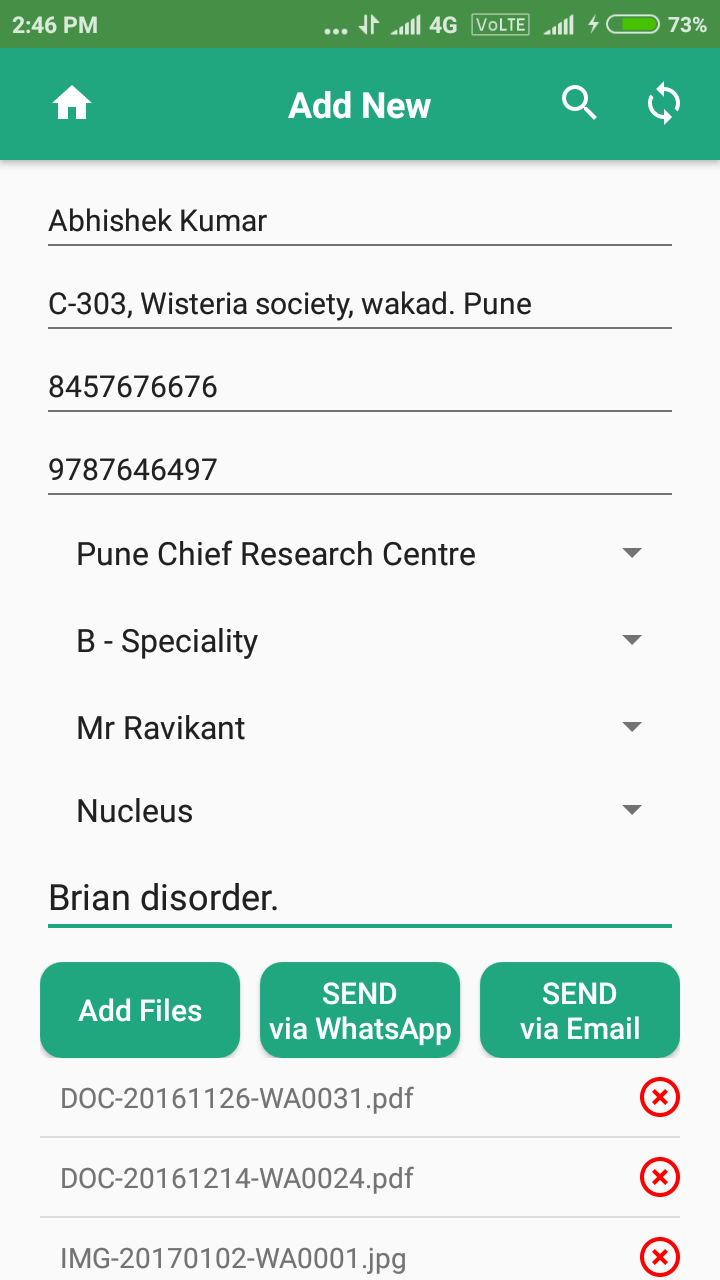 2:46 PM ... 4G VoLTE 73%
Add New
Abhishek Kumar
C-303, Wisteria society, wakad. Pune
8457676676
9787646497
Pune Chief Research Centre
B - Speciality
Mr Ravikant
Nucleus
Brian disorder.
Add Files
SEND
via WhatsApp
SEND
via Email
DOC-20161126-WA0031.pdf
DOC-20161214-WA0024.pdf
IMG-20170102-WA0001.jpg